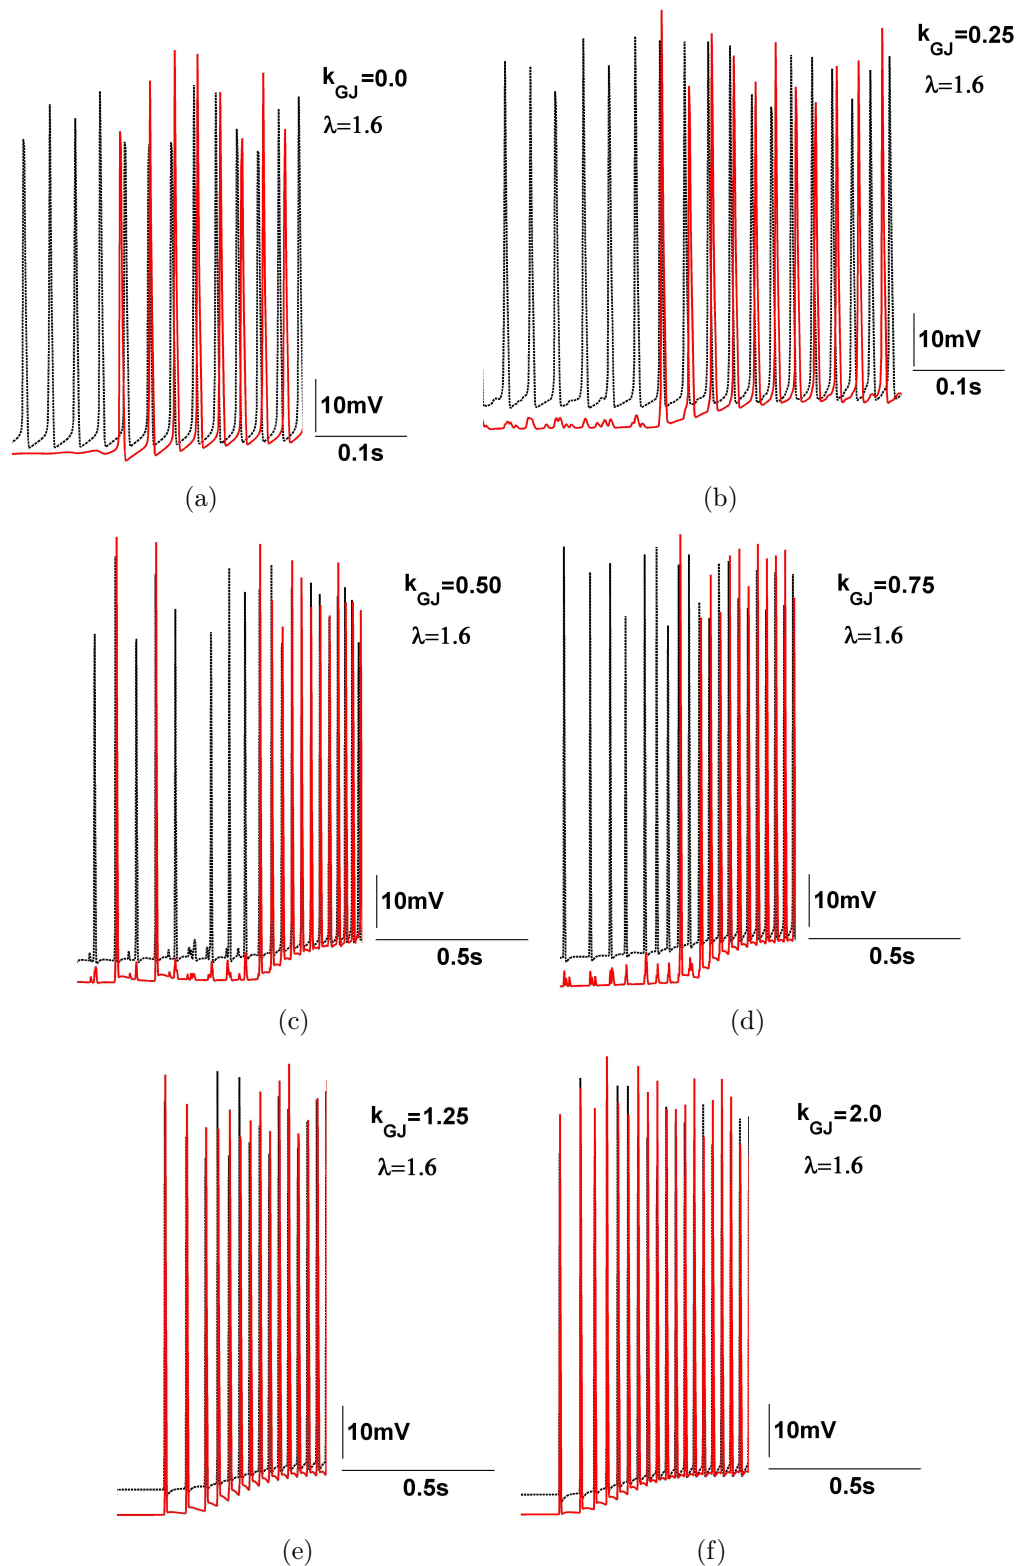 k_GJ=0.0
λ=1.6
10mV
0.1s
(a)
k_GJ=0.25
λ=1.6
10mV
0.1s
(b)
k_GJ=0.50
λ=1.6
10mV
0.5s
(c)
k_GJ=0.75
λ=1.6
10mV
0.5s
(d)
k_GJ=1.25
λ=1.6
10mV
0.5s
(e)
k_GJ=2.0
λ=1.6
10mV
0.5s
(f)